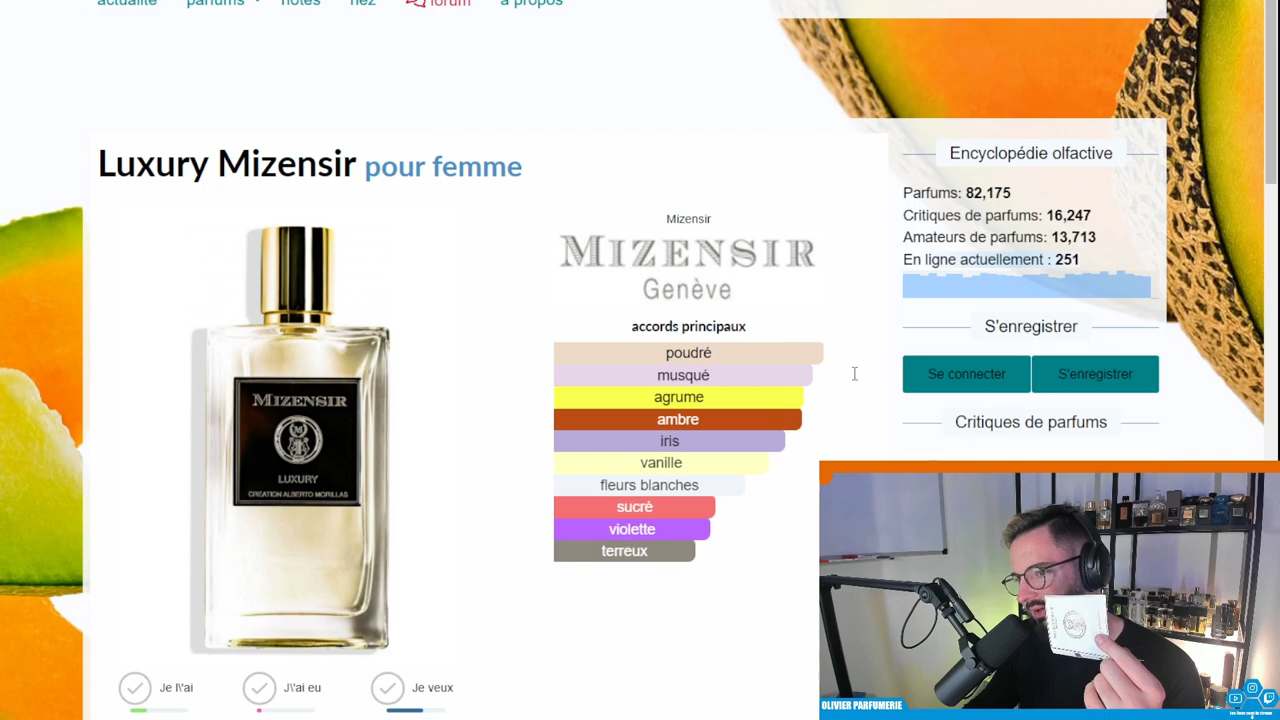 actualité parfums notes nez forum à propos
Luxury Mizensir pour femme
MIZENSIR
LUXURY
CREATION ALBERTO MORILLAS
Je l\'ai J\'ai eu Je veux
Mizensir
MIZENSIR
Genève
accords principaux
poudré
musqué
agrume
ambre
iris
vanille
fleurs blanches
sucré
violette
terreux
Encyclopédie olfactive
Parfums: 82,175
Critiques de parfums: 16,247
Amateurs de parfums: 13,713
En ligne actuellement : 251
S'enregistrer
Se connecter S'enregistrer
Critiques de parfums
OLIVIER PARFUMERIE